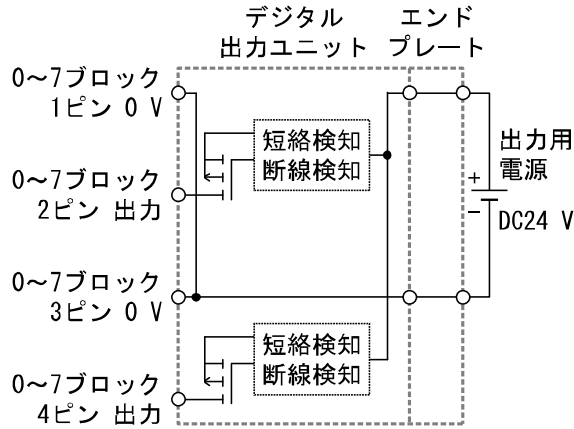 デジタル
出力ユニット
エンド
プレート
0～7ブロック
1ピン 0 V
短絡検知
断線検知
出力用
電源
+
−
DC24 V
0～7ブロック
2ピン 出力
0～7ブロック
3ピン 0 V
短絡検知
断線検知
0～7ブロック
4ピン 出力